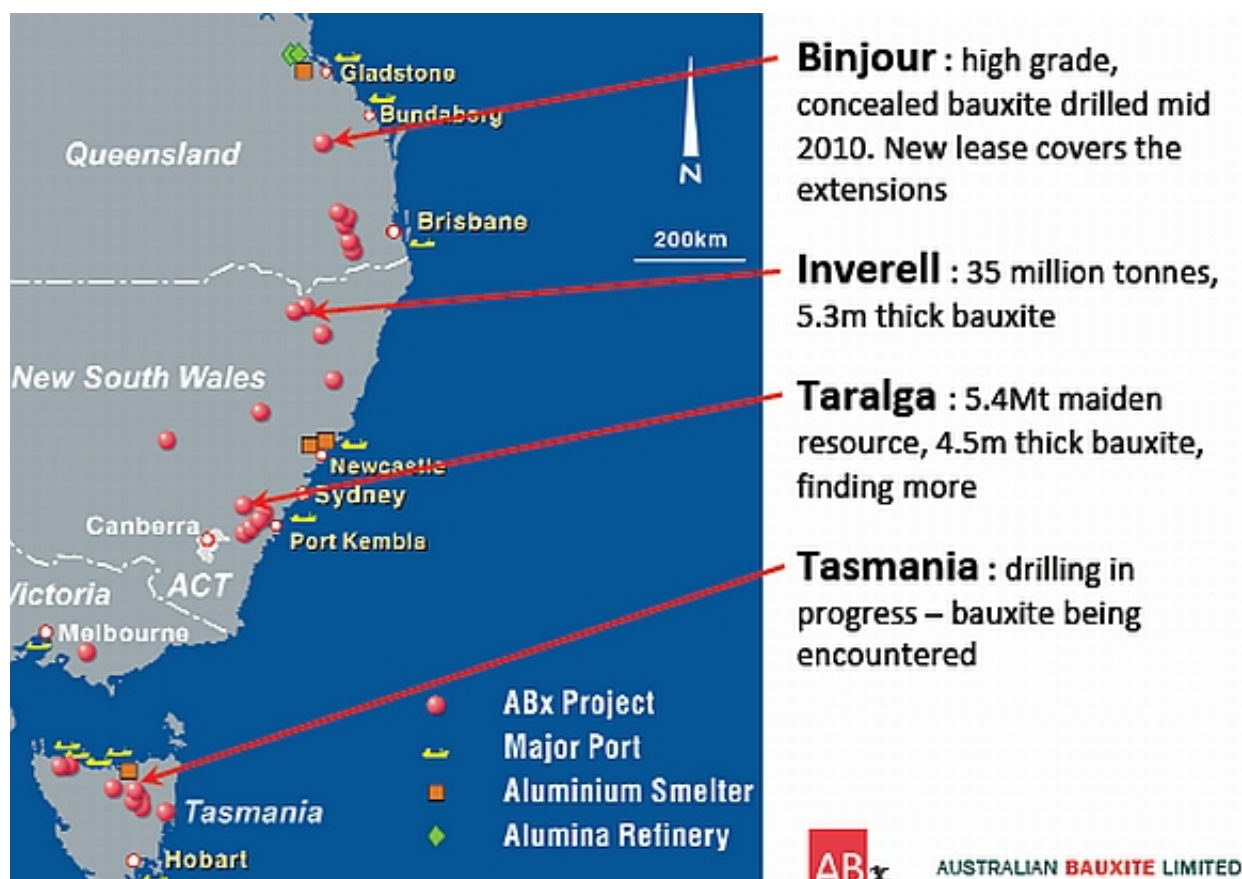 Gladstone
Bundaberg
Queensland
Brisbane
N
200km
New South Wales
Newcastle
Sydney
Canberra
Port Kembla
ACT
Victoria
Melbourne
Tasmania
Hobart
ABx Project
Major Port
Aluminium Smelter
Alumina Refinery
Binjour : high grade,
concealed bauxite drilled mid
2010. New lease covers the
extensions
Inverell : 35 million tonnes,
5.3m thick bauxite
Taralga : 5.4Mt maiden
resource, 4.5m thick bauxite,
finding more
Tasmania : drilling in
progress – bauxite being
encountered
ABx
AUSTRALIAN BAUXITE LIMITED